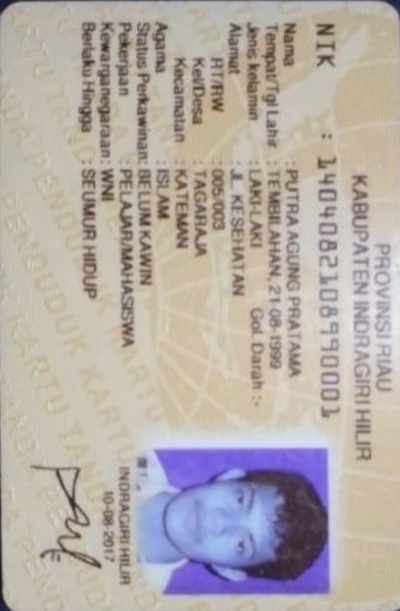 PROVINSI RIAU
KABUPATEN INDRAGIRI HILIR
NIK : 1404082108990001
Nama : PUTRA AGUNG PRATAMA
Tempat/Tgl Lahir : TEMBILAHAN, 21-08-1999
Jenis kelamin : LAKI-LAKI Gol. Darah : -
Alamat : JL. KESEHATAN
RT/RW : 005/003
Kel/Desa : TAGARAJA
Kecamatan : KATEMAN
Agama : ISLAM
Status Perkawinan: BELUM KAWIN
Pekerjaan : PELAJAR/MAHASISWA
Kewarganegaraan: WNI
Berlaku Hingga : SEUMUR HIDUP
INDRAGIRI HILIR
10-08-2017